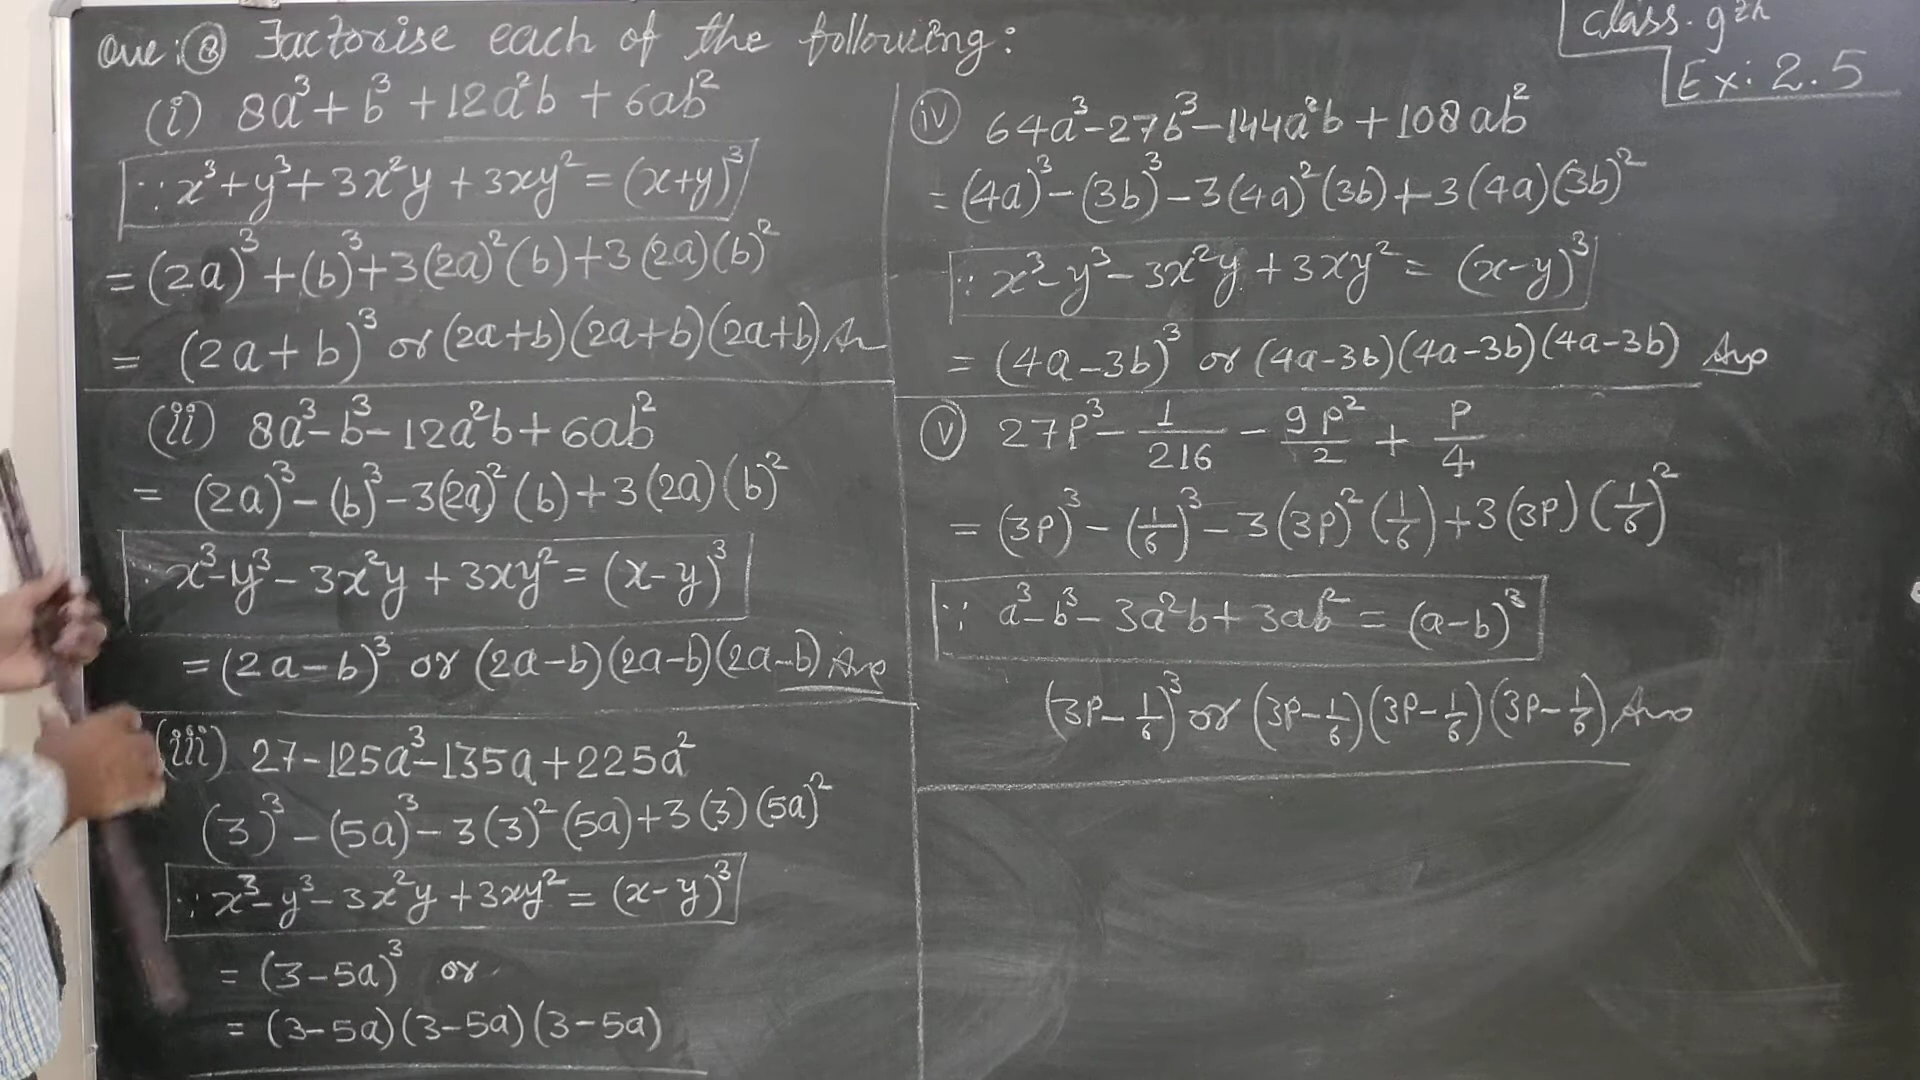 Que:⑧ Factorise each of the following:
(i) 8a³ + b³ + 12a²b + 6ab²
∵ x³ + y³ + 3x²y + 3xy² = (x+y)³
= (2a)³ + (b)³ + 3(2a)²(b) + 3(2a)(b)²
= (2a+b)³ or (2a+b)(2a+b)(2a+b) An
(ii) 8a³ - b³ - 12a²b + 6ab²
= (2a)³ - (b)³ - 3(2a)²(b) + 3(2a)(b)²
∵ x³ - y³ - 3x²y + 3xy² = (x-y)³
= (2a-b)³ or (2a-b)(2a-b)(2a-b) Ans
(iii) 27 - 125a³ - 135a + 225a²
(3)³ - (5a)³ - 3(3)²(5a) + 3(3)(5a)²
∵ x³ - y³ - 3x²y + 3xy² = (x-y)³
= (3-5a)³ or
= (3-5a)(3-5a)(3-5a)
Class. 9th
Ex: 2.5
(iv) 64a³ - 27b³ - 144a²b + 108ab²
= (4a)³ - (3b)³ - 3(4a)²(3b) + 3(4a)(3b)²
∵ x³ - y³ - 3x²y + 3xy² = (x-y)³
= (4a-3b)³ or (4a-3b)(4a-3b)(4a-3b) Ans
(v) 27P³ - 1/216 - 9P²/2 + P/4
= (3P)³ - (1/6)³ - 3(3P)²(1/6) + 3(3P)(1/6)²
∵ a³ - b³ - 3a²b + 3ab² = (a-b)³
(3P - 1/6)³ or (3P - 1/6)(3P - 1/6)(3P - 1/6) Ans